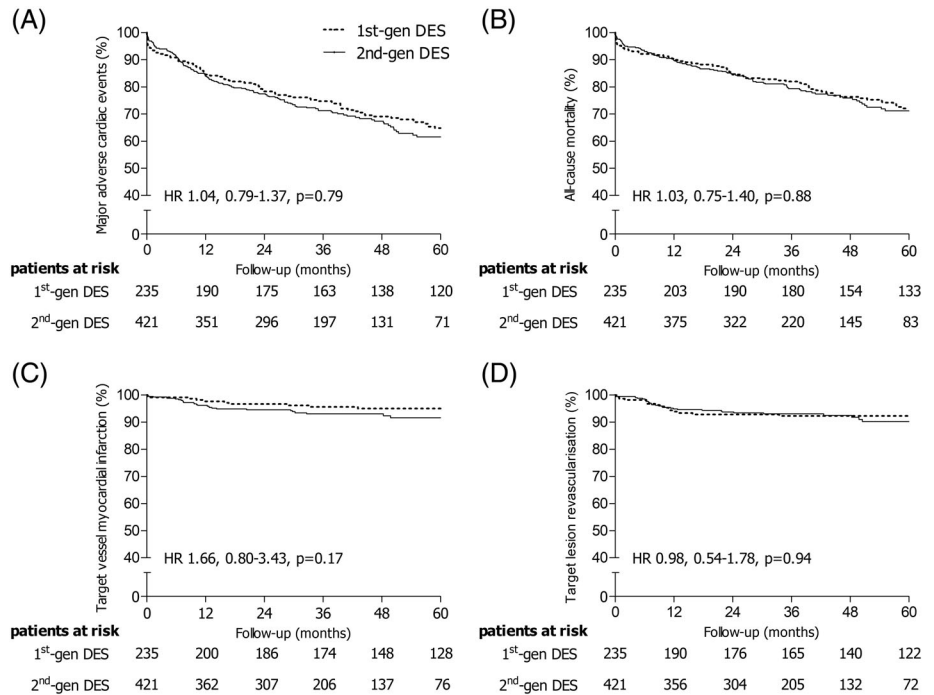 (A)
Major adverse cardiac events (%)
100
90
80
70
60
50
40
0
1st-gen DES
2nd-gen DES
HR 1.04, 0.79-1.37, p=0.79
0 12 24 36 48 60
Follow-up (months)
patients at risk
1st-gen DES 235 190 175 163 138 120
2nd-gen DES 421 351 296 197 131 71
(B)
All-cause mortality (%)
100
90
80
70
60
50
40
0
HR 1.03, 0.75-1.40, p=0.88
0 12 24 36 48 60
Follow-up (months)
patients at risk
1st-gen DES 235 203 190 180 154 133
2nd-gen DES 421 375 322 220 145 83
(C)
Target vessel myocardial infarction (%)
100
90
80
70
60
50
40
0
HR 1.66, 0.80-3.43, p=0.17
0 12 24 36 48 60
Follow-up (months)
patients at risk
1st-gen DES 235 200 186 174 148 128
2nd-gen DES 421 362 307 206 137 76
(D)
Target lesion revascularisation (%)
100
90
80
70
60
50
40
0
HR 0.98, 0.54-1.78, p=0.94
0 12 24 36 48 60
Follow-up (months)
patients at risk
1st-gen DES 235 190 176 165 140 122
2nd-gen DES 421 356 304 205 132 72